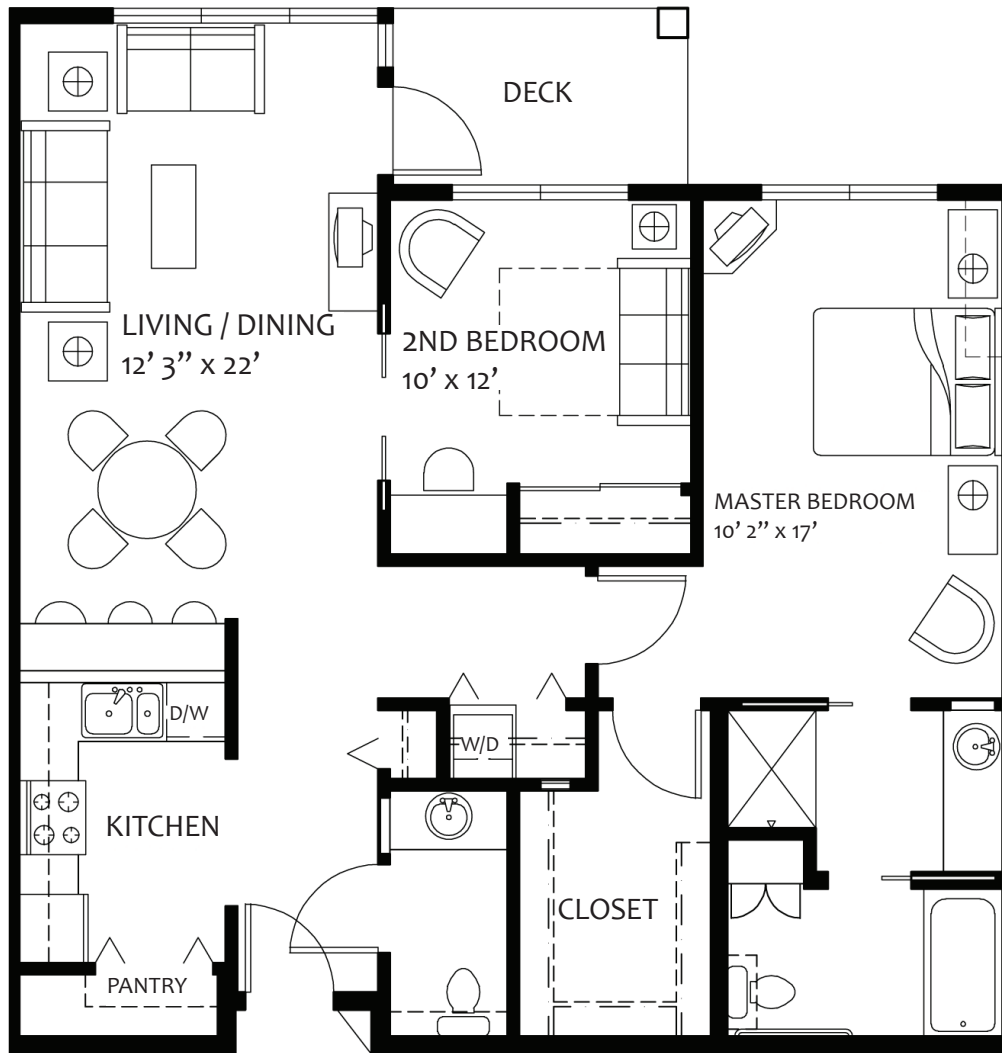 DECK
LIVING / DINING
12’ 3” x 22’
2ND BEDROOM
10’ x 12’
MASTER BEDROOM
10’ 2” x 17’
D/W
W/D
KITCHEN
CLOSET
PANTRY